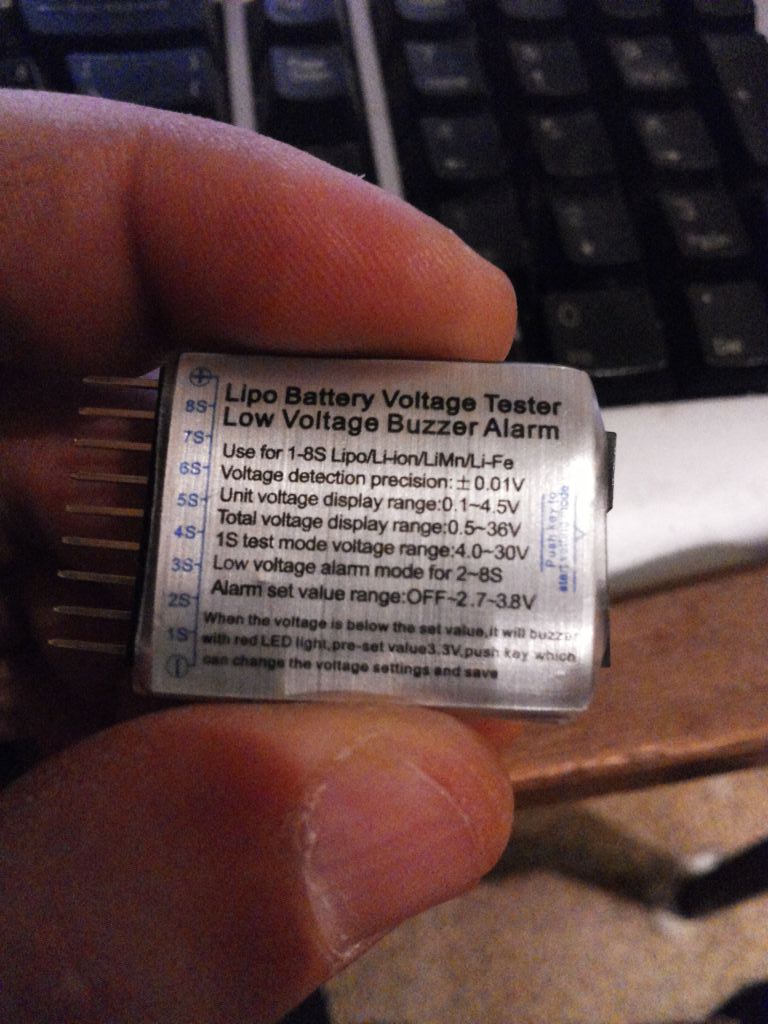 Lipo Battery Voltage Tester
Low Voltage Buzzer Alarm
Use for 1-8S Lipo/Li-ion/LiMn/Li-Fe
Voltage detection precision:±0.01V
Unit voltage display range:0.1~4.5V
Total voltage display range:0.5~36V
1S test mode voltage range:4.0~30V
Low voltage alarm mode for 2~8S
Alarm set value range:OFF~2.7~3.8V
When the voltage is below the set value,it will buzzer
with red LED light,pre-set value3.3V,push key which
can change the voltage settings and save
8S
7S
6S
5S
4S
3S
2S
1S
Push key to
start setting mode
0